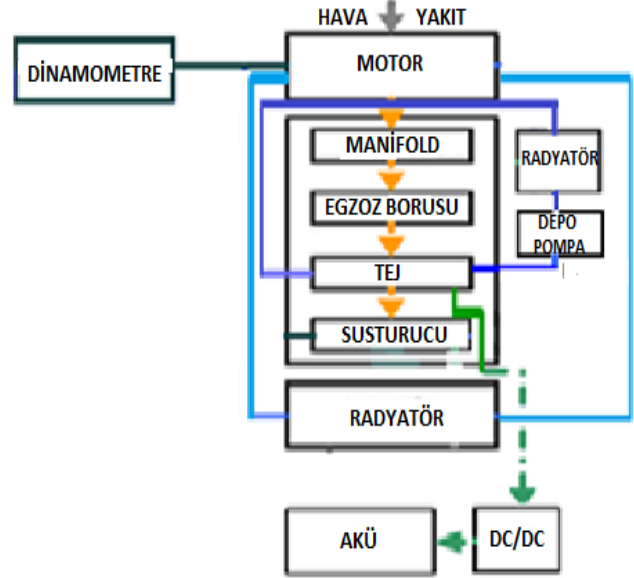 HAVA YAKIT
MOTOR
DİNAMOMETRE
MANİFOLD
RADYATÖR
EGZOZ BORUSU
DEPO
POMPA
TEJ
SUSTURUCU
RADYATÖR
AKÜ
DC/DC